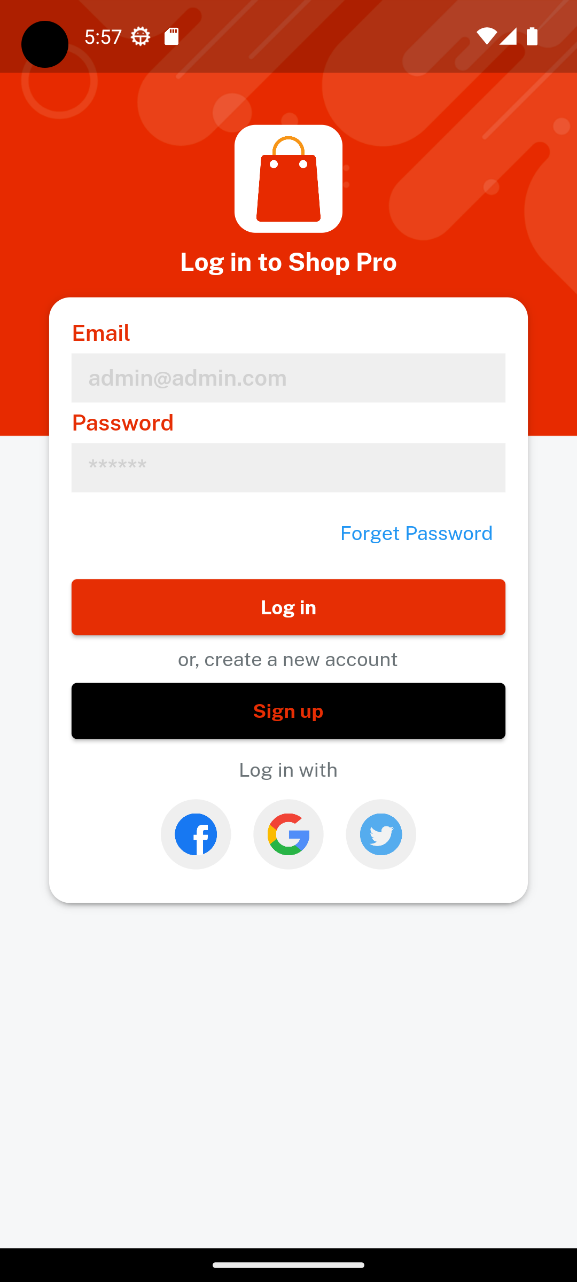 5:57
Log in to Shop Pro
Email
admin@admin.com
Password
******
Forget Password
Log in
or, create a new account
Sign up
Log in with